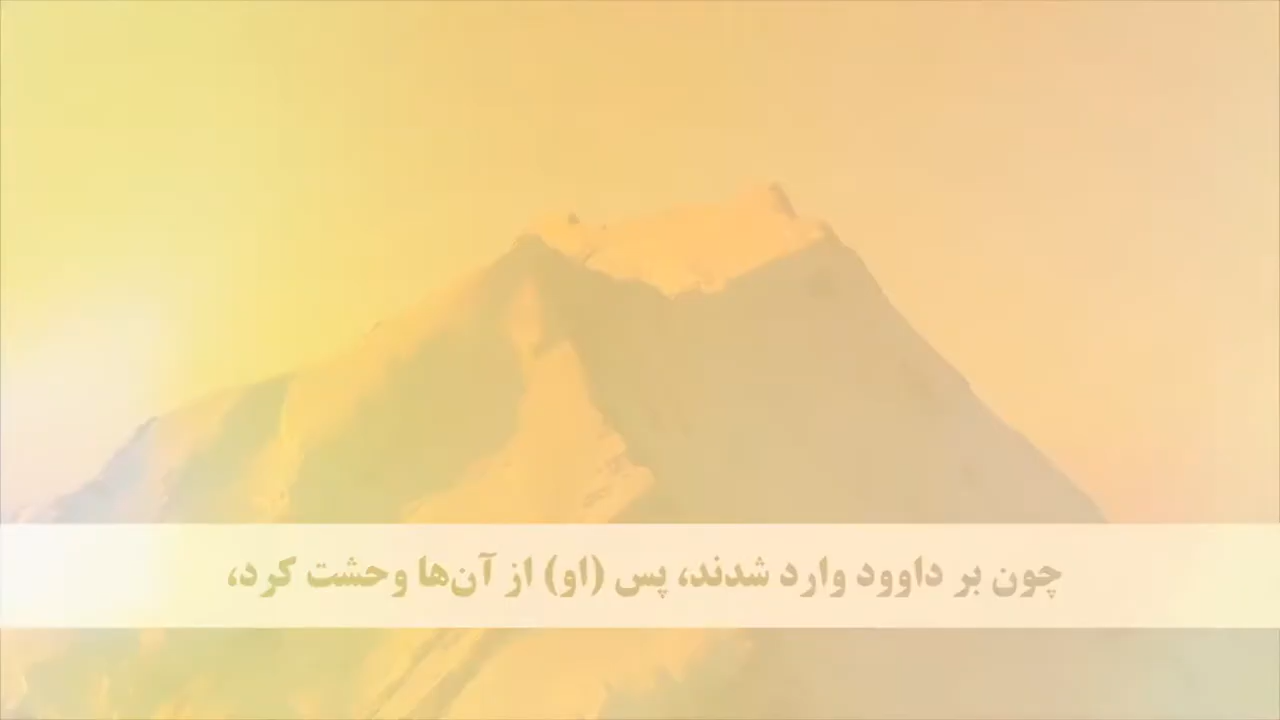 چون بر داوود وارد شدند، پس (او) از آن‌ها وحشت کرد،